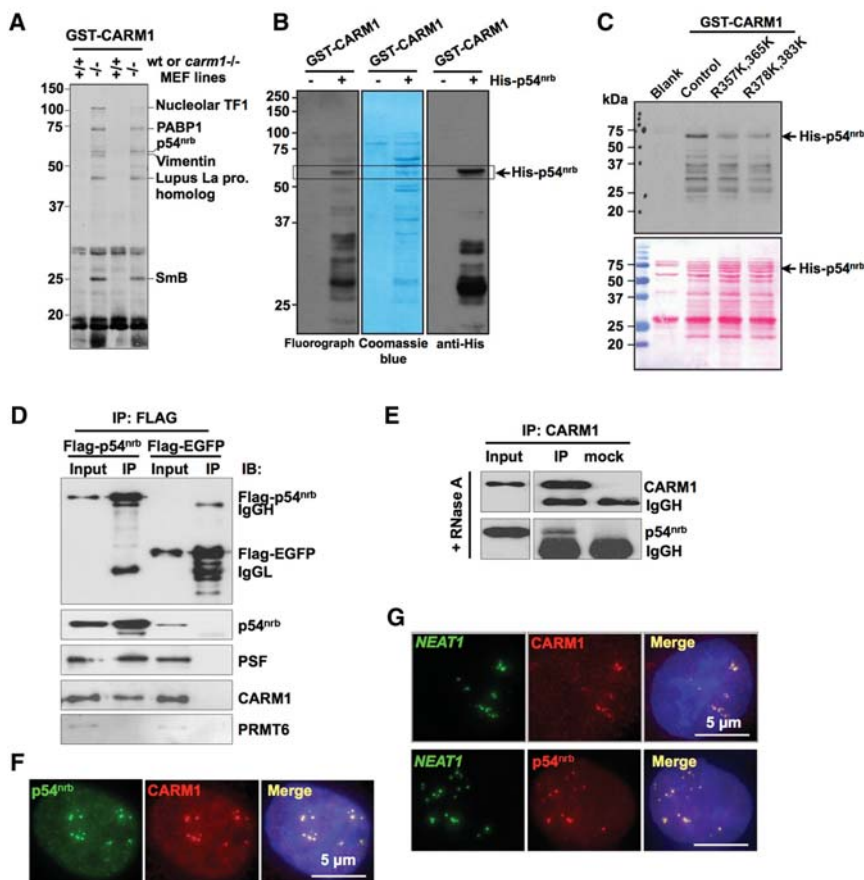 A
GST-CARM1
+/+ -/- +/+ -/- wt or carm1-/-
MEF lines
150
100
75
50
37
25
20
Nucleolar TF1
PABP1
p54nrb
Vimentin
Lupus La pro.
homolog
SmB
B
GST-CARM1 GST-CARM1 GST-CARM1
- + - + - + His-p54nrb
250
150
100
75
50
37
25
His-p54nrb
Fluorograph Coomassie
blue anti-His
C
GST-CARM1
Blank Control R357K,365K R378K,383K
kDa
75
50
37
25
20
His-p54nrb
75
50
37
25
20
His-p54nrb
D
IP: FLAG
Flag-p54nrb Flag-EGFP
Input IP Input IP IB:
Flag-p54nrb
IgGH
Flag-EGFP
IgGL
p54nrb
PSF
CARM1
PRMT6
E
IP: CARM1
Input IP mock
+ RNase A
CARM1
IgGH
p54nrb
IgGH
F
p54nrb CARM1 Merge
5 µm
G
NEAT1 CARM1 Merge
5 µm
NEAT1 p54nrb Merge